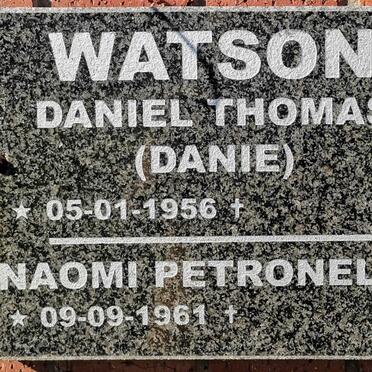 WATSON
DANIEL THOMAS
(DANIE)
★ 05-01-1956 †
NAOMI PETRONEL
★ 09-09-1961 †